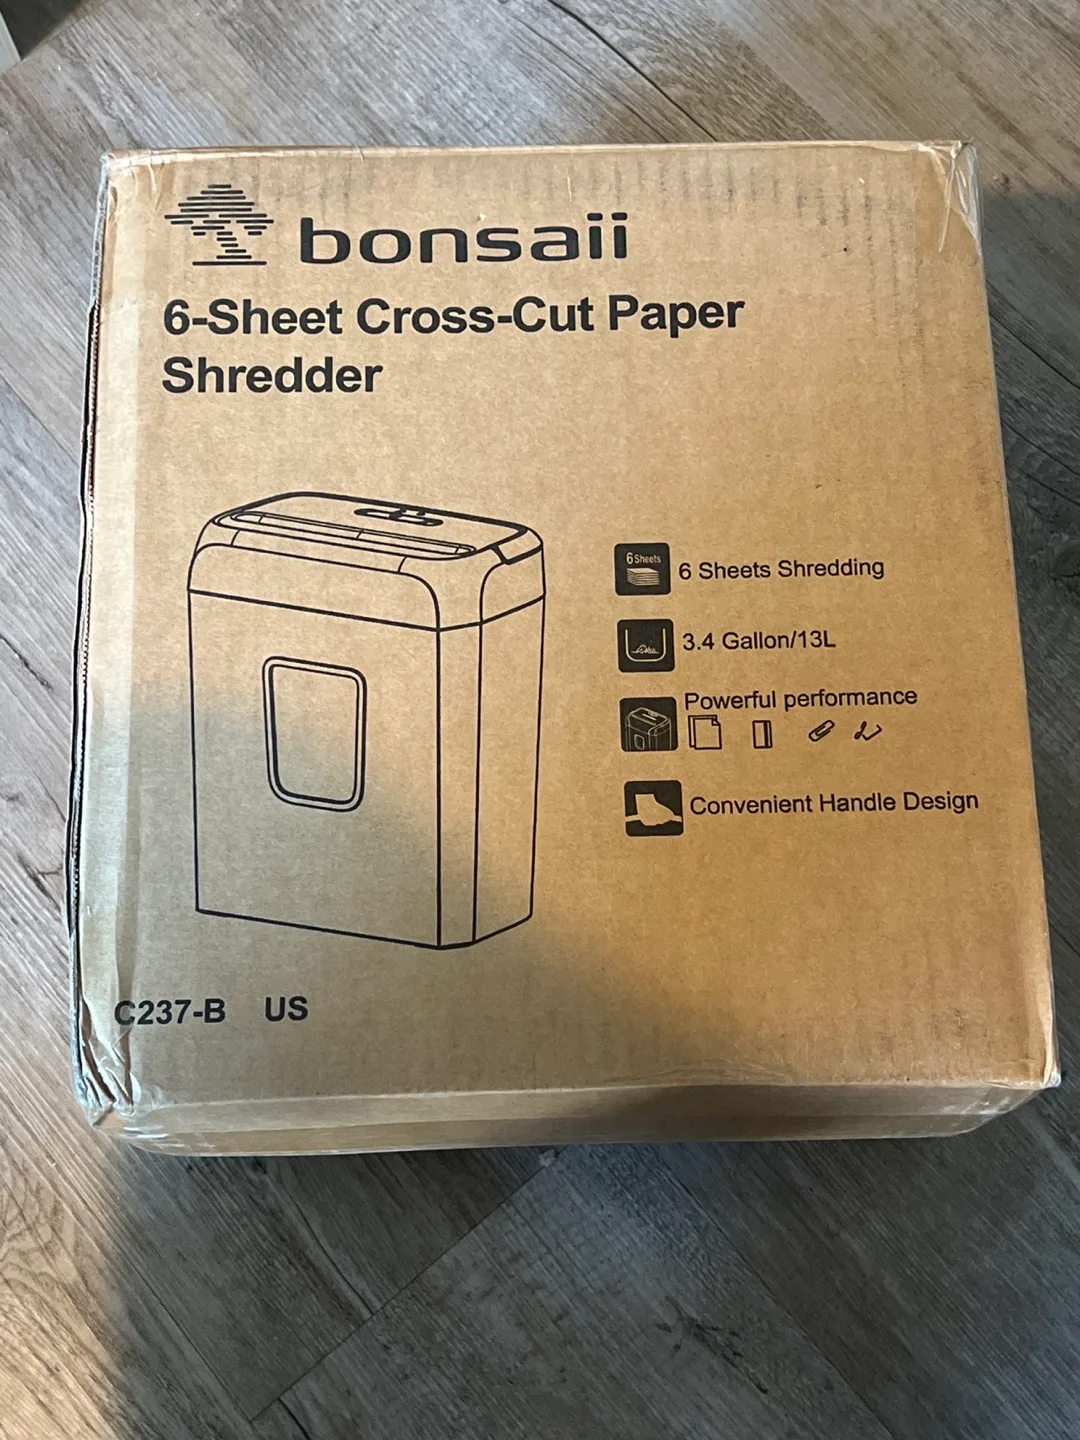 bonsaii
6-Sheet Cross-Cut Paper
Shredder
6 Sheets
6 Sheets Shredding
3.4 Gallon/13L
Powerful performance
Convenient Handle Design
C237-B US